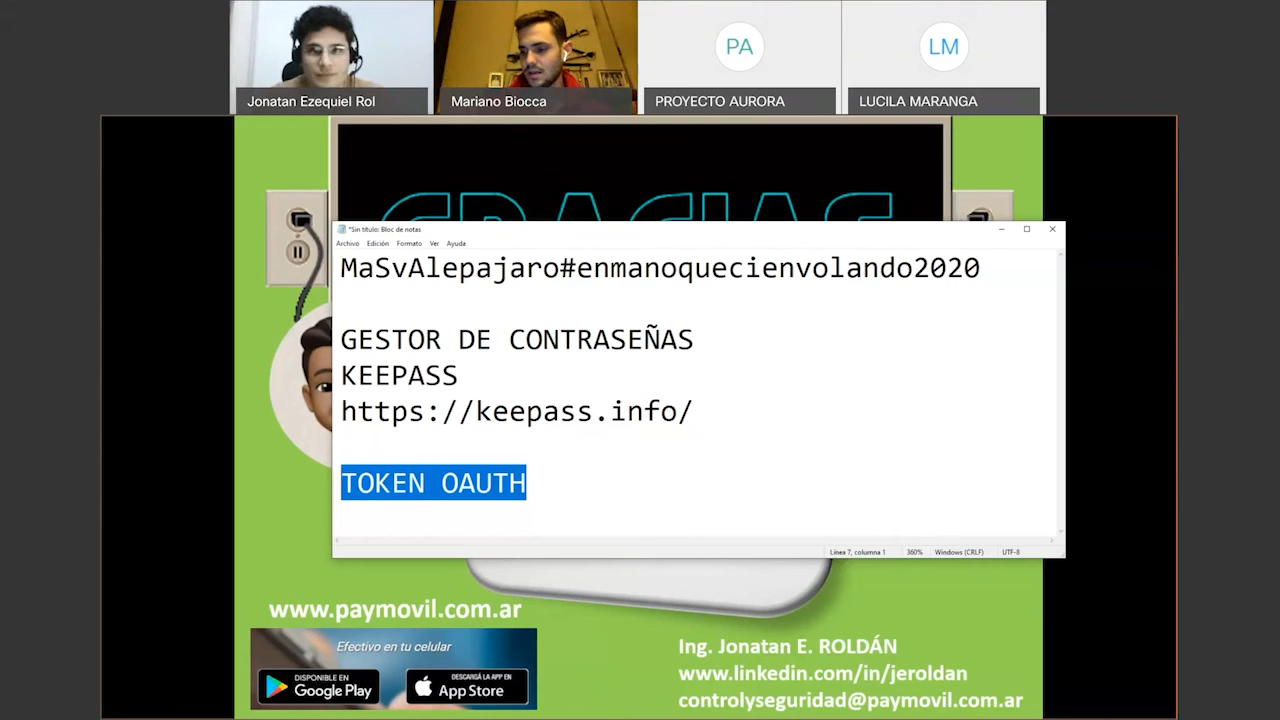 Jonatan Ezequiel Rol
Mariano Biocca
PA
PROYECTO AURORA
LM
LUCILA MARANGA
GRACIAS
*Sin título: Bloc de notas
Archivo Edición Formato Ver Ayuda
MaSvAlepajaro#enmanoquecienvolando2020
GESTOR DE CONTRASEÑAS
KEEPASS
https://keepass.info/
TOKEN OAUTH
Línea 7, columna 1 360% Windows (CRLF) UTF-8
www.paymovil.com.ar
Efectivo en tu celular
DISPONIBLE EN
Google Play
DESCARGÁ LA APP EN
App Store
Ing. Jonatan E. ROLDÁN
www.linkedin.com/in/jeroldan
controlyseguridad@paymovil.com.ar